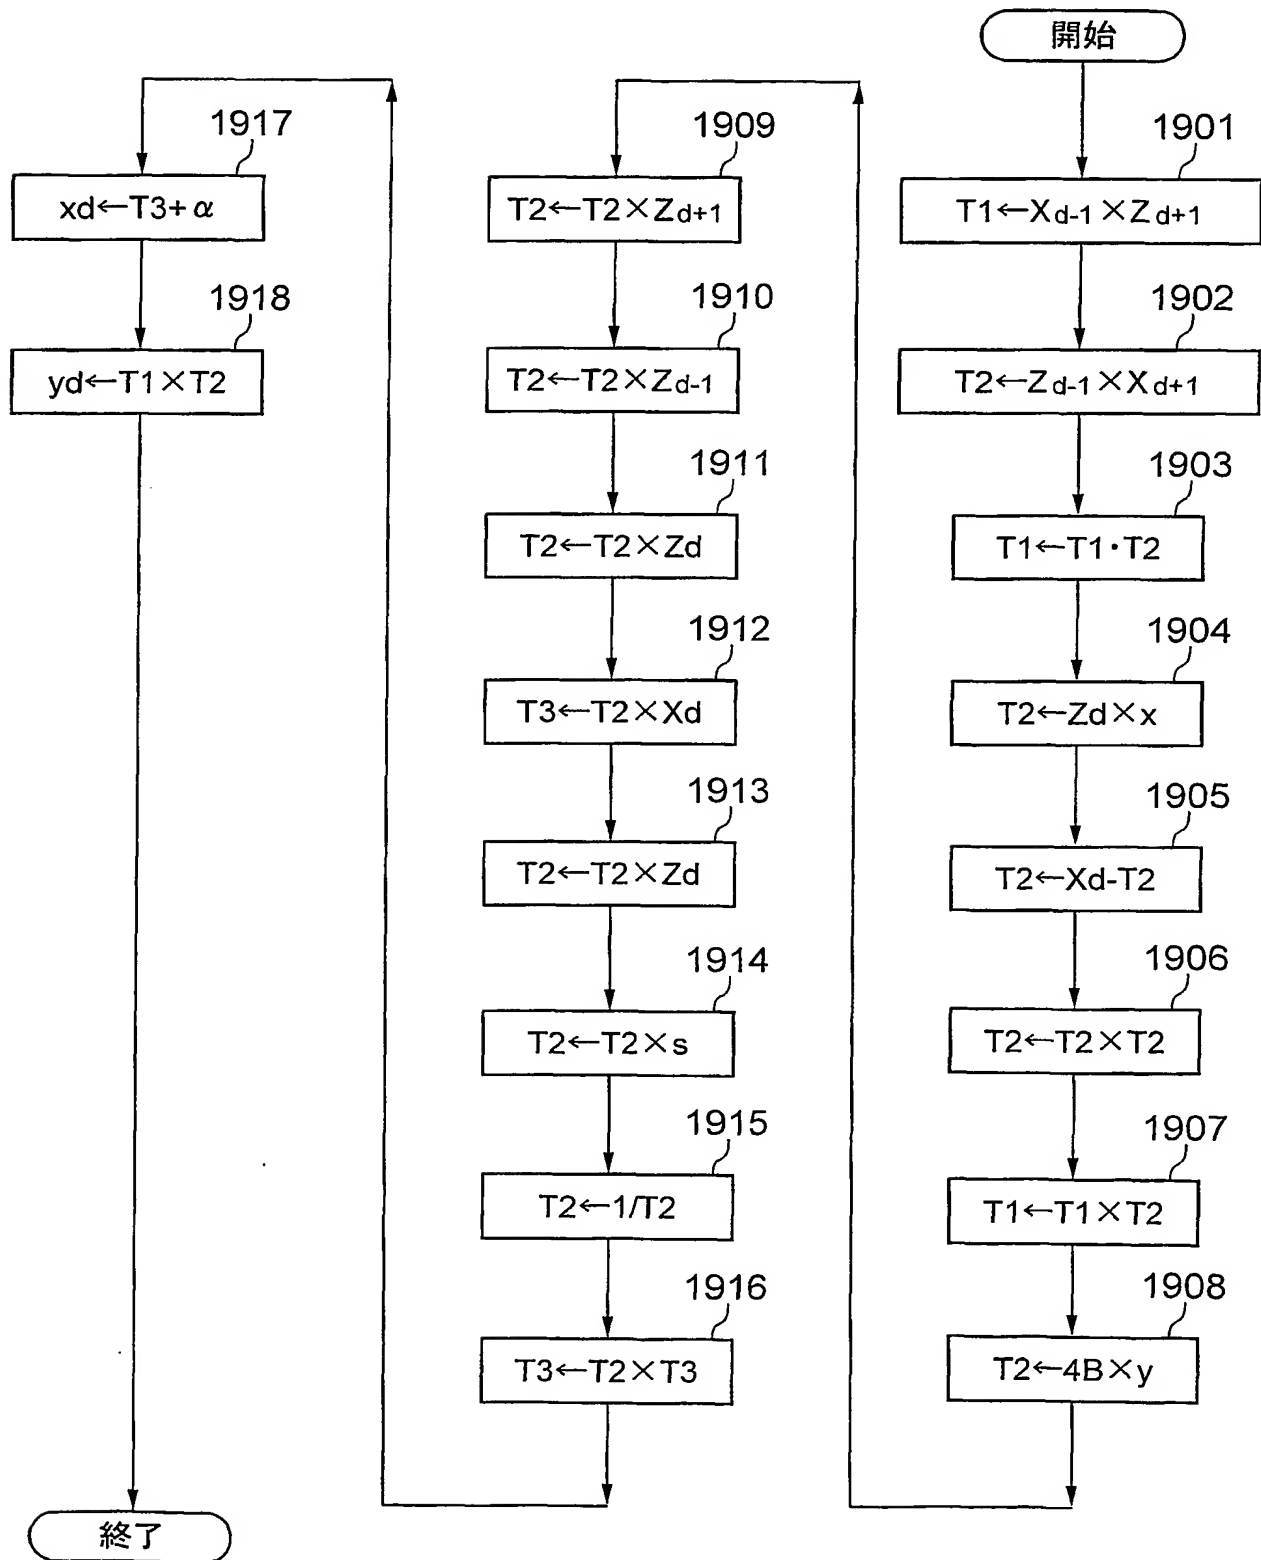 開始
1901
T1←Xd-1×Zd+1
1902
T2←Zd-1×Xd+1
1903
T1←T1・T2
1904
T2←Zd×x
1905
T2←Xd-T2
1906
T2←T2×T2
1907
T1←T1×T2
1908
T2←4B×y
1909
T2←T2×Zd+1
1910
T2←T2×Zd-1
1911
T2←T2×Zd
1912
T3←T2×Xd
1913
T2←T2×Zd
1914
T2←T2×s
1915
T2←1/T2
1916
T3←T2×T3
1917
xd←T3+α
1918
yd←T1×T2
終了